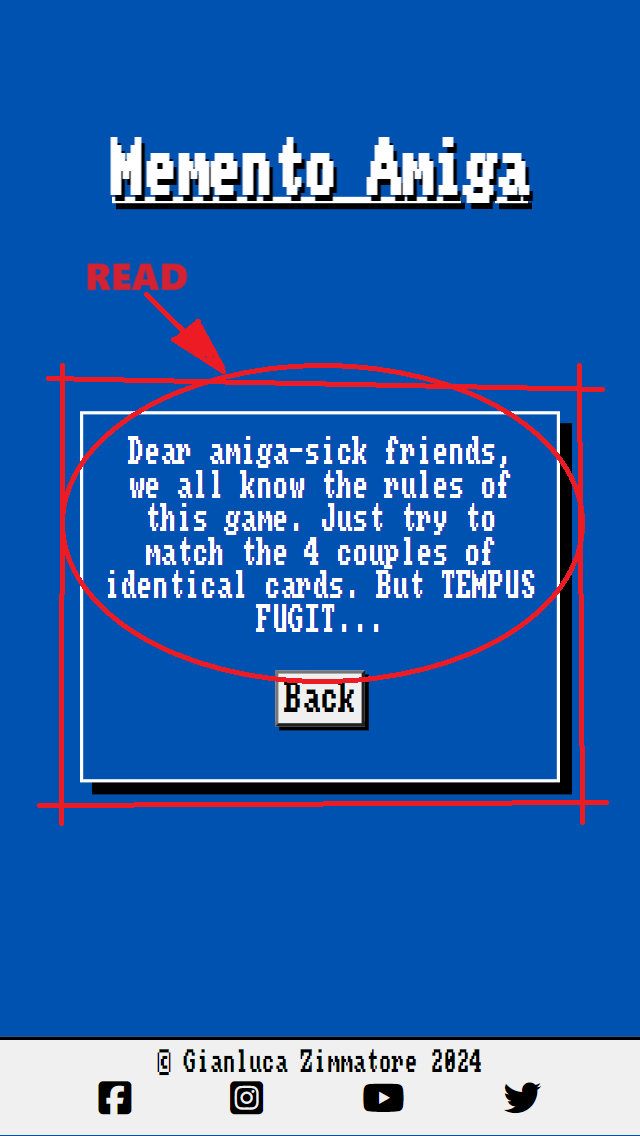 Memento Amiga
READ
Dear amiga-sick friends,
we all know the rules of
this game. Just try to
match the 4 couples of
identical cards. But TEMPUS
FUGIT...
Back
© Gianluca Zimmatore 2024